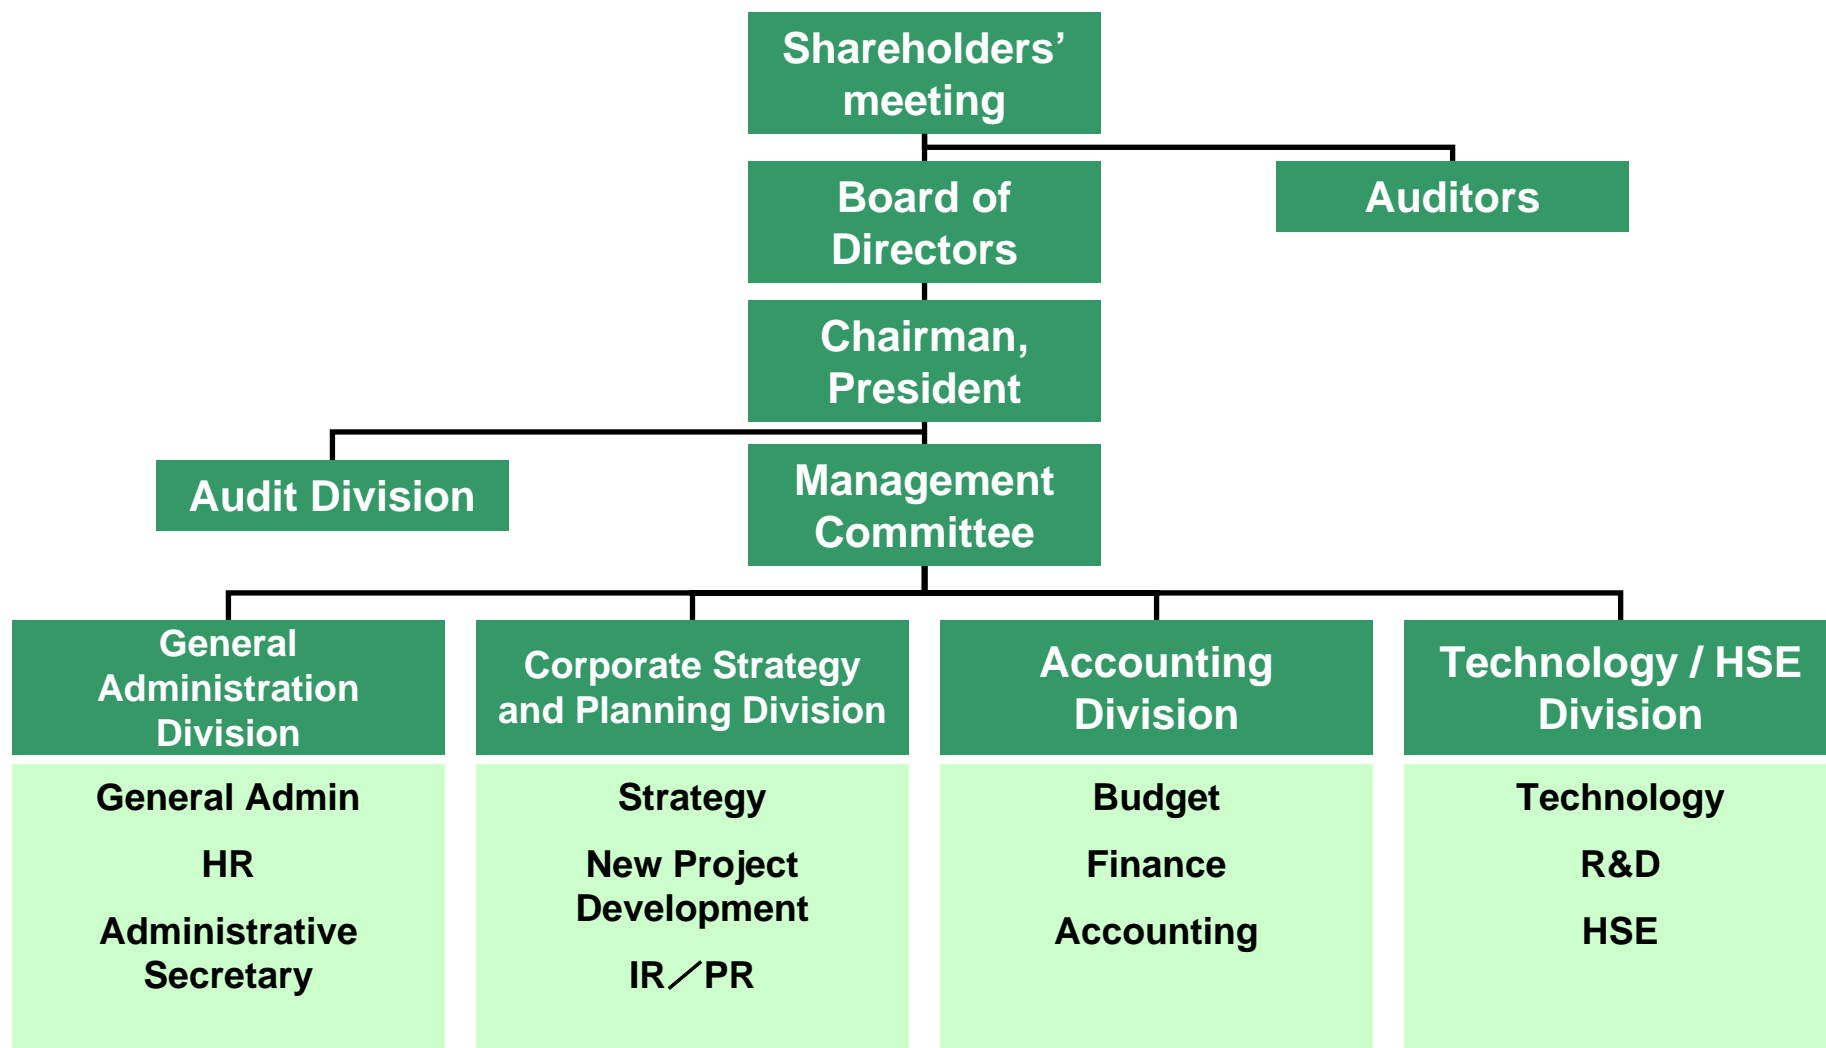 Shareholders’
meeting
Board of
Directors
Auditors
Chairman,
President
Audit Division
Management
Committee
General
Administration
Division
Corporate Strategy
and Planning Division
Accounting
Division
Technology / HSE
Division
General Admin
HR
Administrative
Secretary
Strategy
New Project
Development
IR／PR
Budget
Finance
Accounting
Technology
R&D
HSE